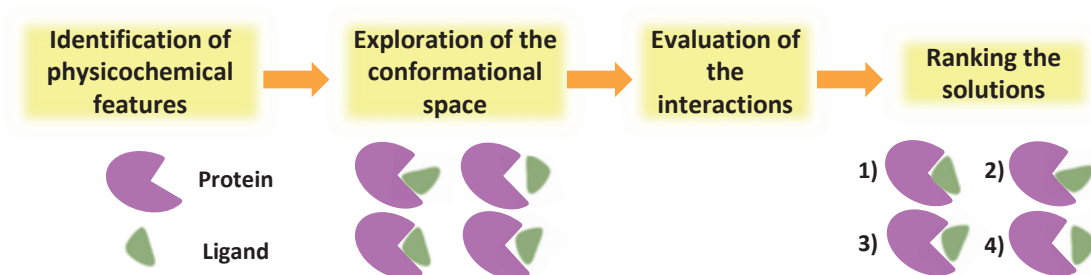 Identification of
physicochemical
features
Exploration of the
conformational
space
Evaluation of
the
interactions
Ranking the
solutions
Protein
Ligand
1)
2)
3)
4)